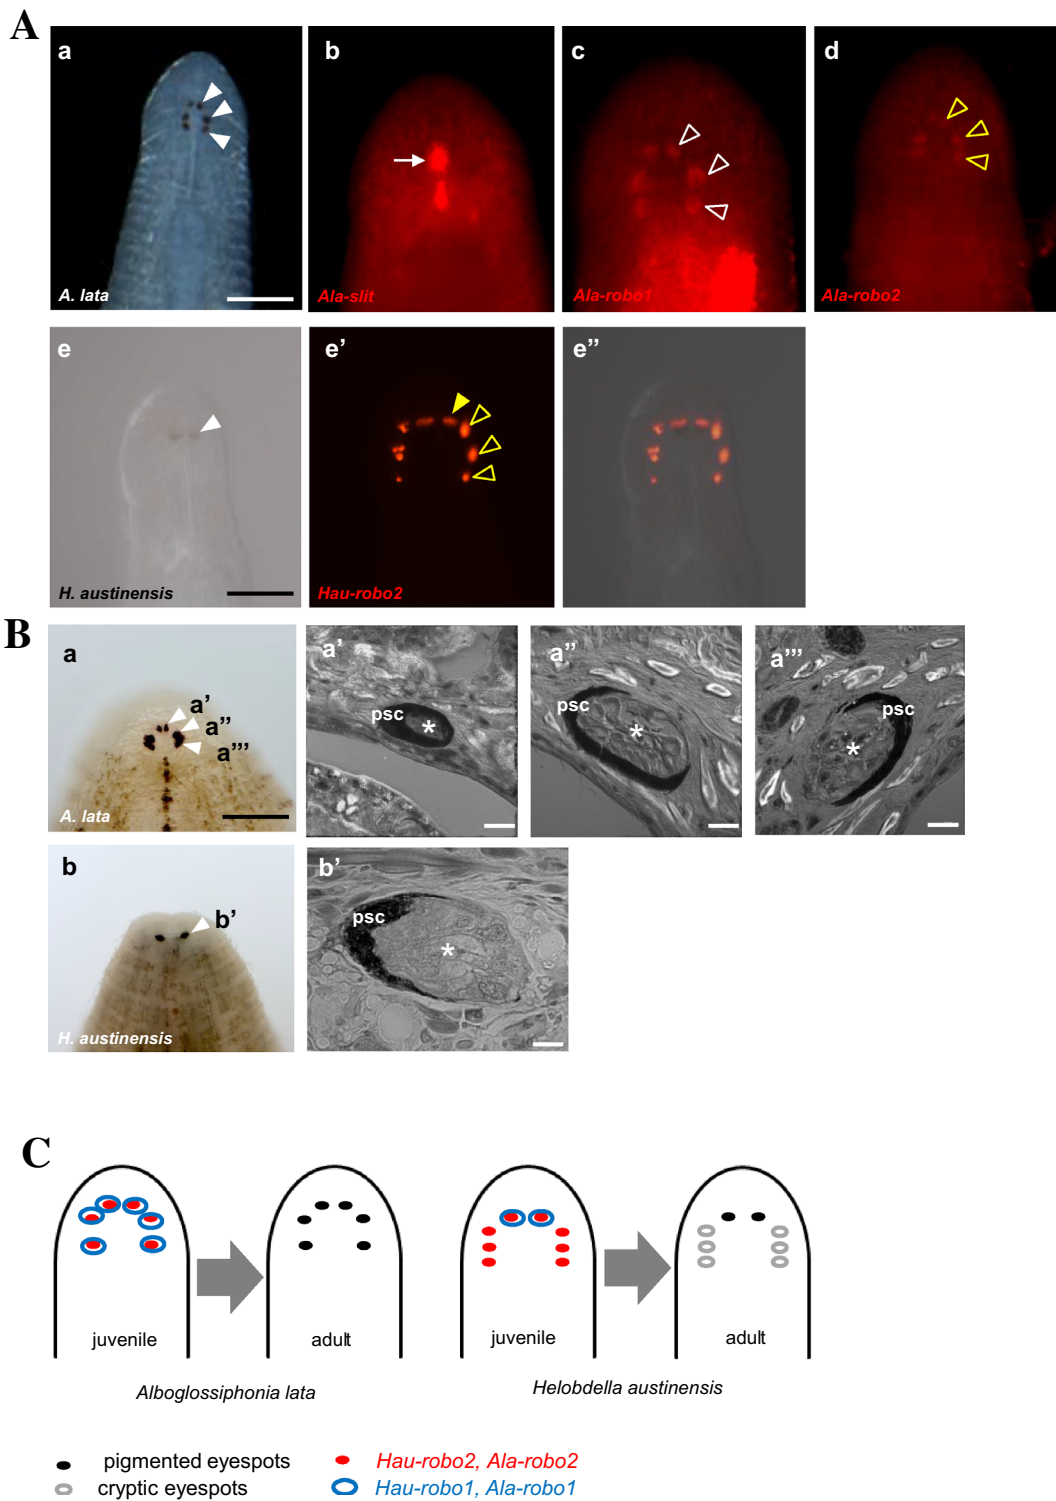 A
a
b
c
d
A. lata
Ala-slit
Ala-robo1
Ala-robo2
e
e’
e’’
H. austinensis
Hau-robo2
B
a
a’
a’’
a’’’
A. lata
a’
psc
*
a’’
psc
*
a’’’
psc
*
b
b’
H. austinensis
b’
psc
*
C
juvenile
adult
juvenile
adult
Alboglossiphonia lata
Helobdella austinensis
pigmented eyespots
Hau-robo2, Ala-robo2
cryptic eyespots
Hau-robo1, Ala-robo1